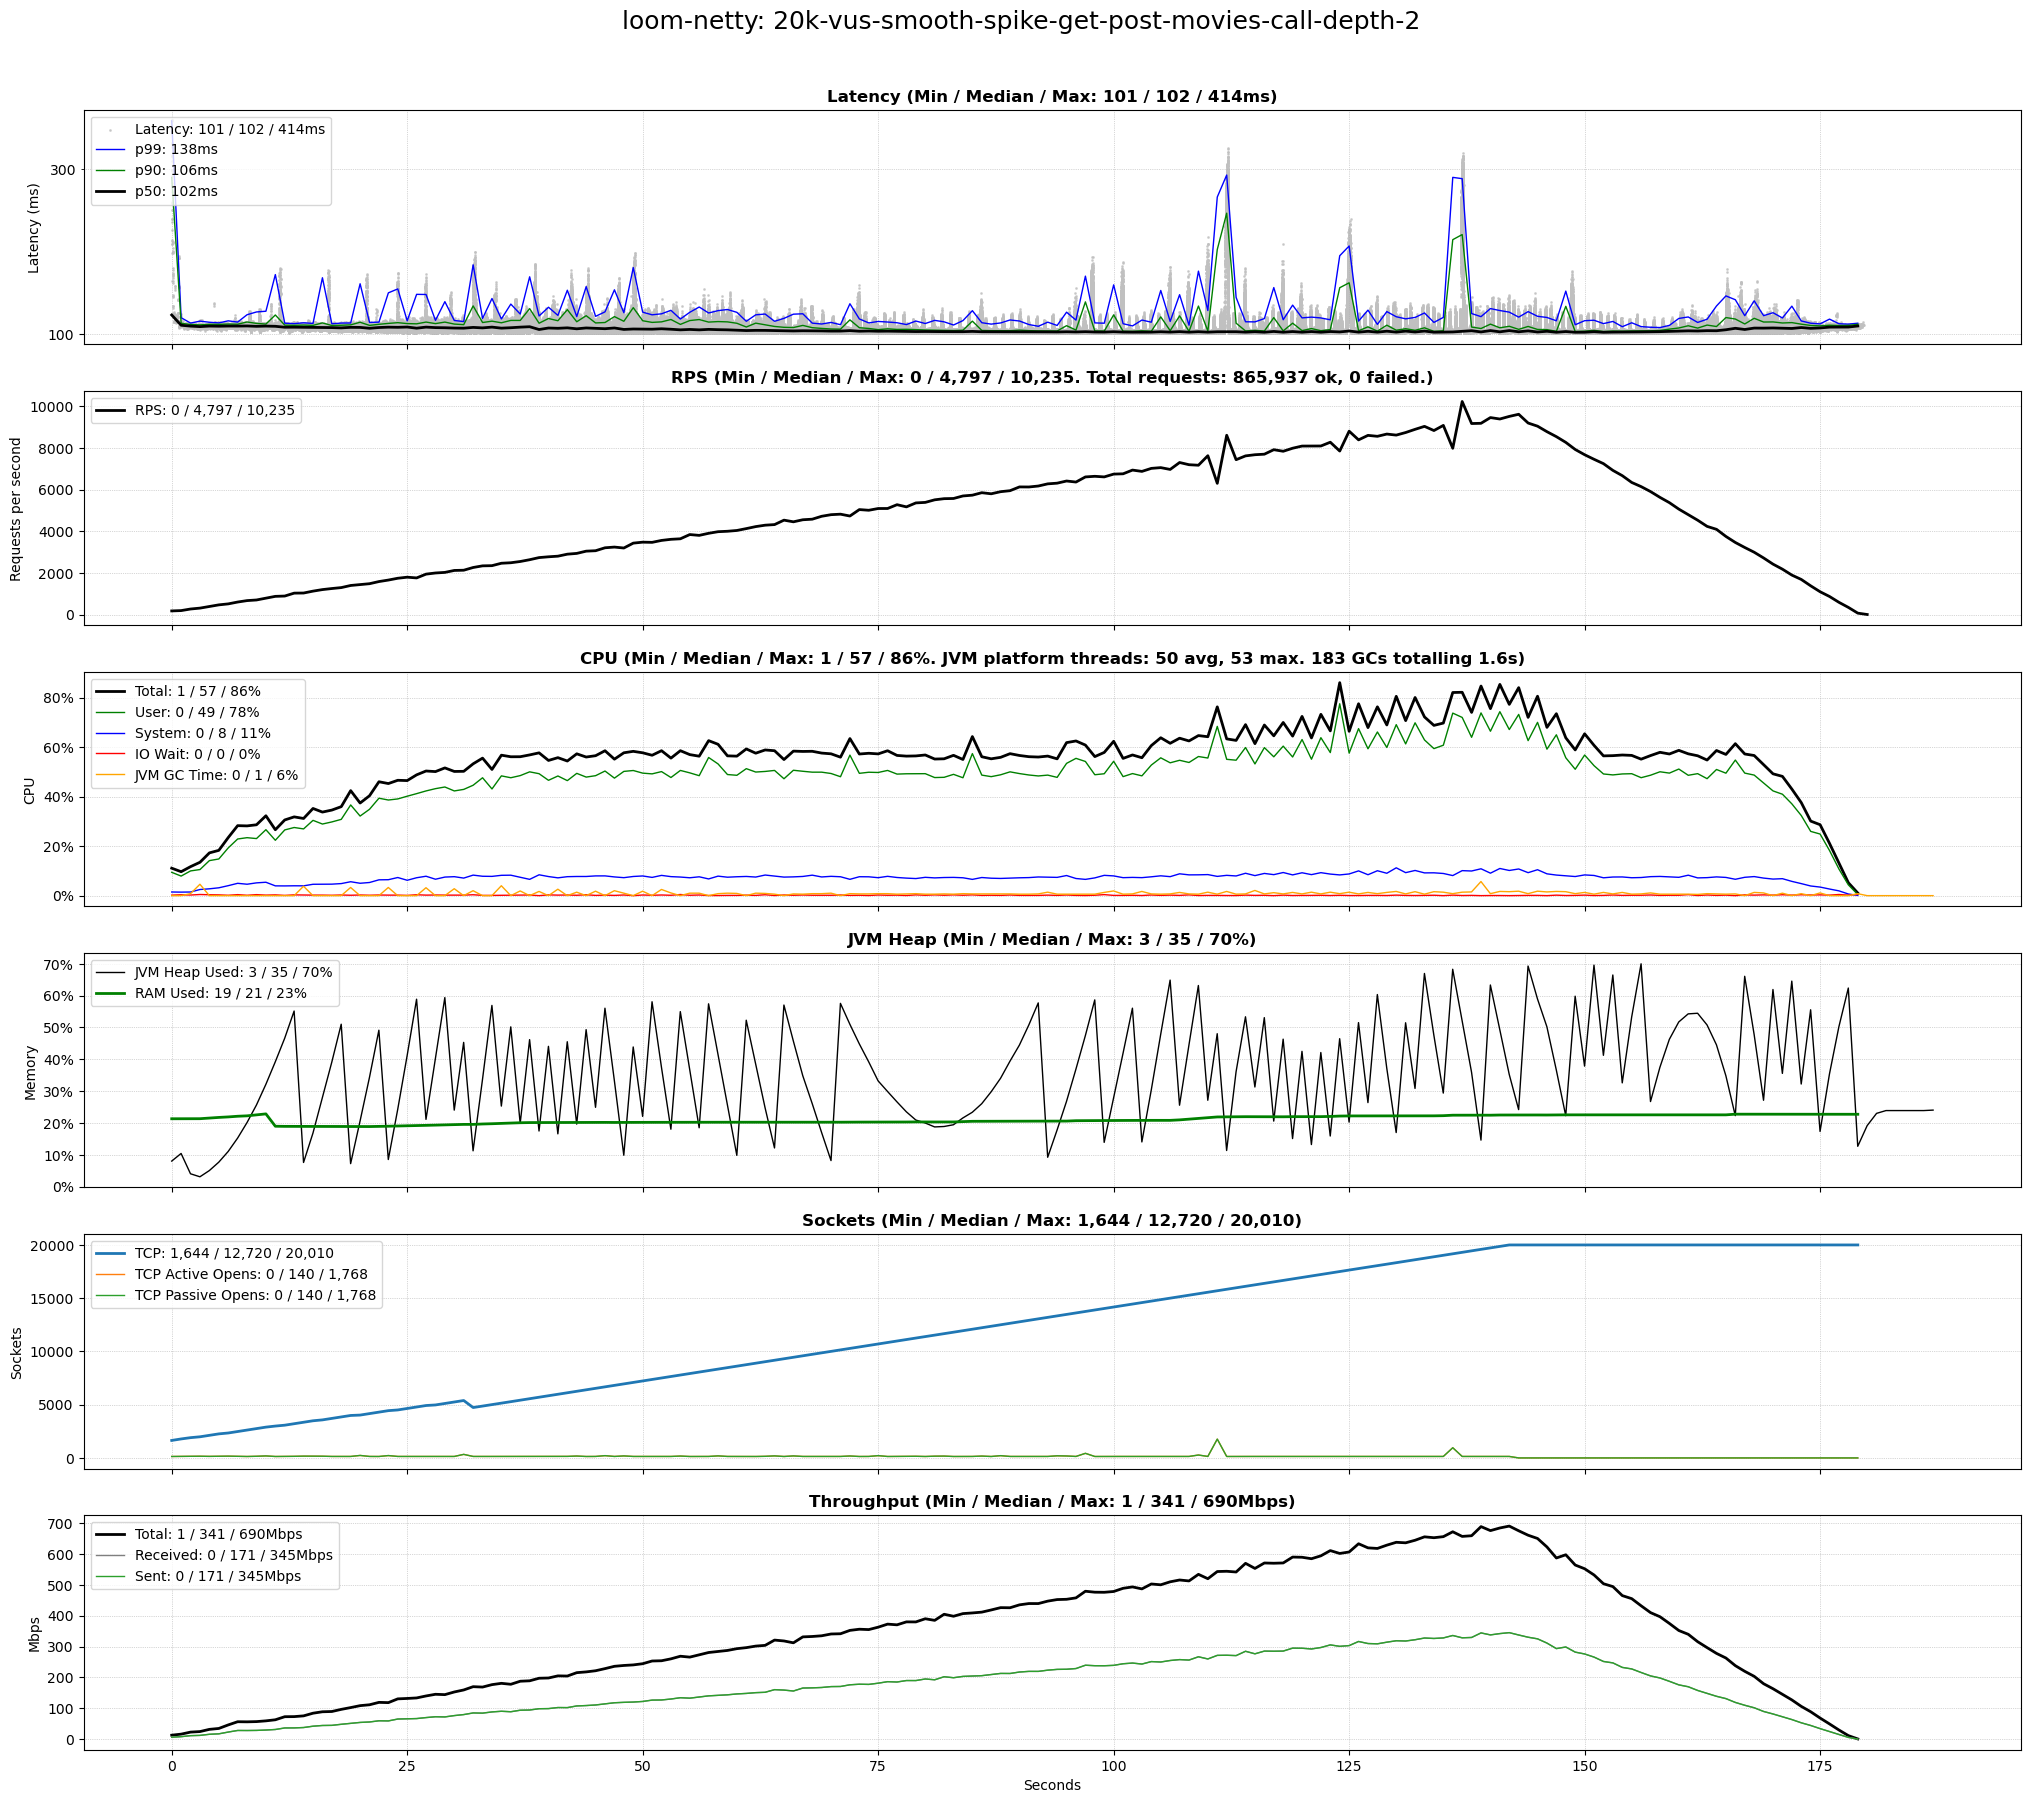 loom-netty: 20k-vus-smooth-spike-get-post-movies-call-depth-2
Latency (Min / Median / Max: 101 / 102 / 414ms)
Latency: 101 / 102 / 414ms
p99: 138ms
p90: 106ms
p50: 102ms
300
100
Latency (ms)
RPS (Min / Median / Max: 0 / 4,797 / 10,235. Total requests: 865,937 ok, 0 failed.)
RPS: 0 / 4,797 / 10,235
10000
8000
6000
4000
2000
0
Requests per second
CPU (Min / Median / Max: 1 / 57 / 86%. JVM platform threads: 50 avg, 53 max. 183 GCs totalling 1.6s)
Total: 1 / 57 / 86%
User: 0 / 49 / 78%
System: 0 / 8 / 11%
IO Wait: 0 / 0 / 0%
JVM GC Time: 0 / 1 / 6%
80%
60%
40%
20%
0%
CPU
JVM Heap (Min / Median / Max: 3 / 35 / 70%)
JVM Heap Used: 3 / 35 / 70%
RAM Used: 19 / 21 / 23%
70%
60%
50%
40%
30%
20%
10%
0%
Memory
Sockets (Min / Median / Max: 1,644 / 12,720 / 20,010)
TCP: 1,644 / 12,720 / 20,010
TCP Active Opens: 0 / 140 / 1,768
TCP Passive Opens: 0 / 140 / 1,768
20000
15000
10000
5000
0
Sockets
Throughput (Min / Median / Max: 1 / 341 / 690Mbps)
Total: 1 / 341 / 690Mbps
Received: 0 / 171 / 345Mbps
Sent: 0 / 171 / 345Mbps
700
600
500
400
300
200
100
0
Mbps
0 25 50 75 100 125 150 175
Seconds